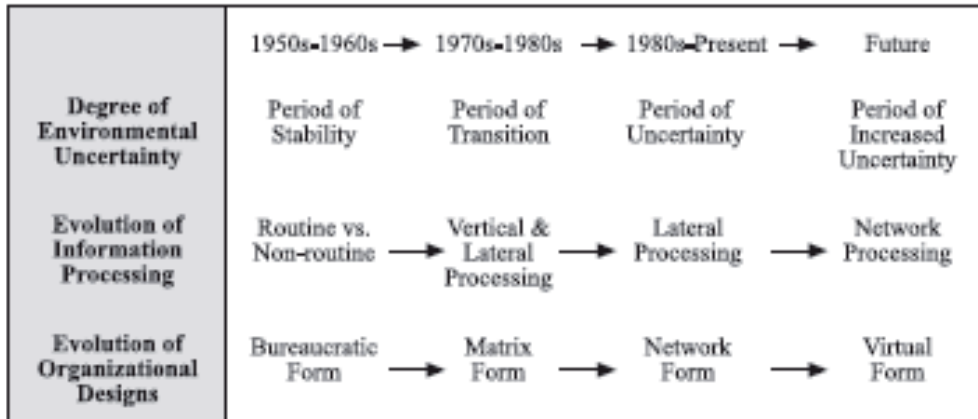 1950s-1960s → 1970s-1980s → 1980s-Present → Future
Degree of
Environmental
Uncertainty
Period of
Stability
Period of
Transition
Period of
Uncertainty
Period of
Increased
Uncertainty
Evolution of
Information
Processing
Routine vs.
Non-routine
Vertical &
Lateral
Processing
Lateral
Processing
Network
Processing
Evolution of
Organizational
Designs
Bureaucratic
Form
Matrix
Form
Network
Form
Virtual
Form